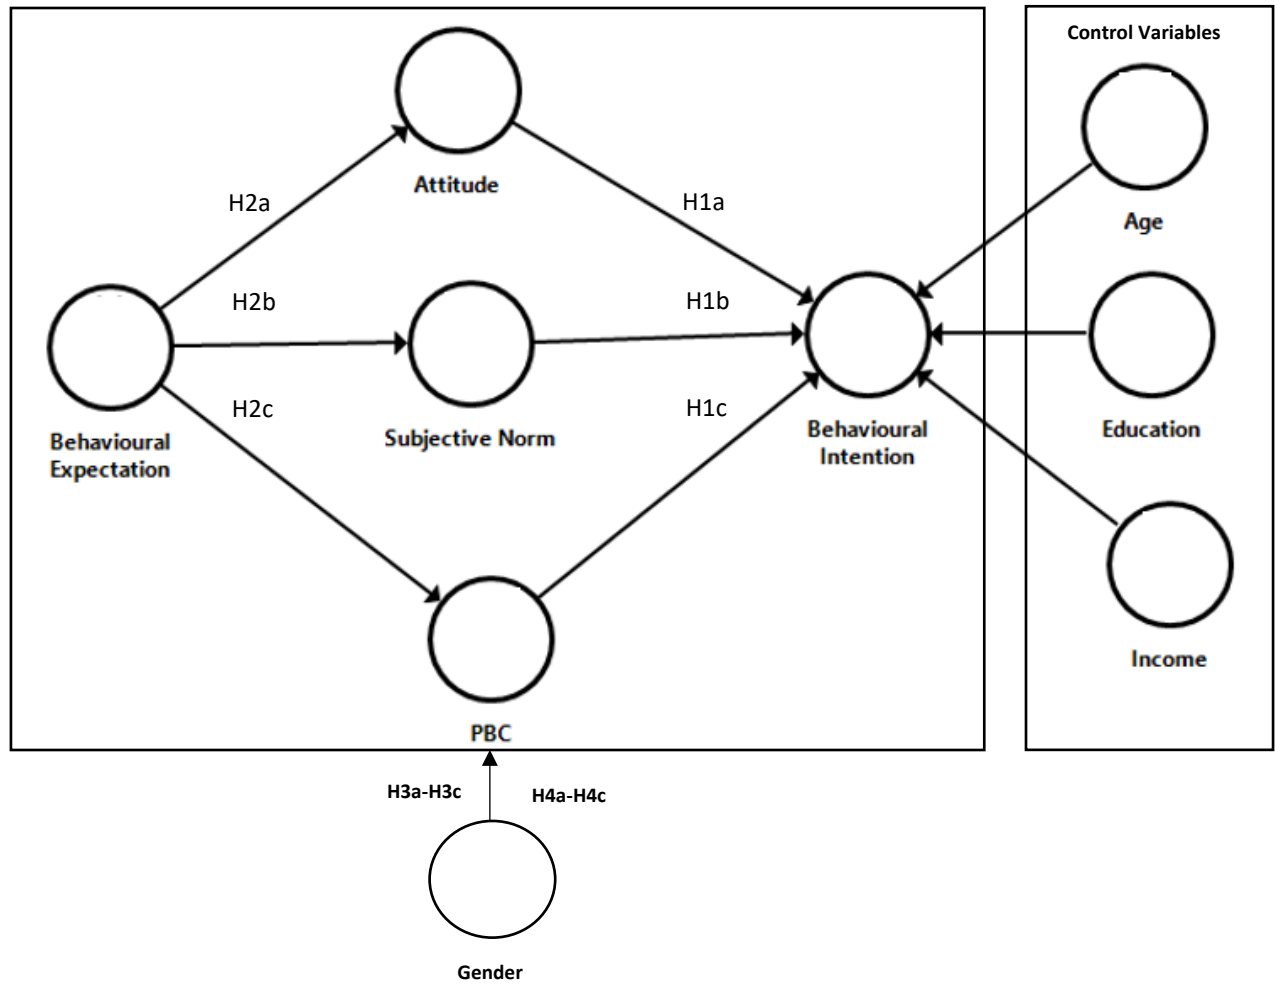 Control Variables
Attitude
H2a
H1a
Age
H2b
H1b
H2c
H1c
Behavioural
Expectation
Subjective Norm
Behavioural
Intention
Education
Income
PBC
H3a-H3c
H4a-H4c
Gender